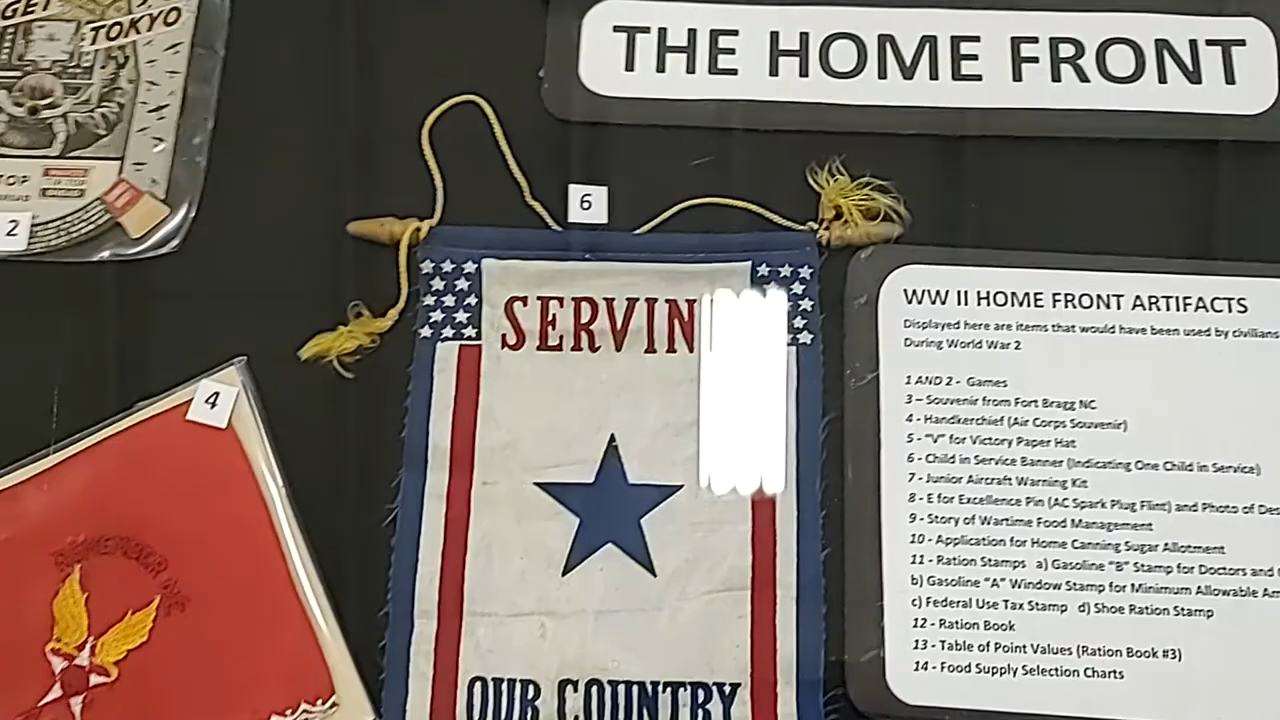 GET
TOKYO
TOP
2
THE HOME FRONT
6
SERVIN
OUR COUNTRY
4
REMEMBER ME
WW II HOME FRONT ARTIFACTS
Displayed here are items that would have been used by civilians
During World War 2
1 AND 2 - Games
3 – Souvenir from Fort Bragg NC
4 - Handkerchief (Air Corps Souvenir)
5 - "V" for Victory Paper Hat
6 - Child in Service Banner (Indicating One Child in Service)
7 - Junior Aircraft Warning Kit
8 - E for Excellence Pin (AC Spark Plug Flint) and Photo of Des
9 - Story of Wartime Food Management
10 - Application for Home Canning Sugar Allotment
11 - Ration Stamps a) Gasoline "B" Stamp for Doctors and
b) Gasoline "A" Window Stamp for Minimum Allowable Am
c) Federal Use Tax Stamp d) Shoe Ration Stamp
12 - Ration Book
13 - Table of Point Values (Ration Book #3)
14 - Food Supply Selection Charts